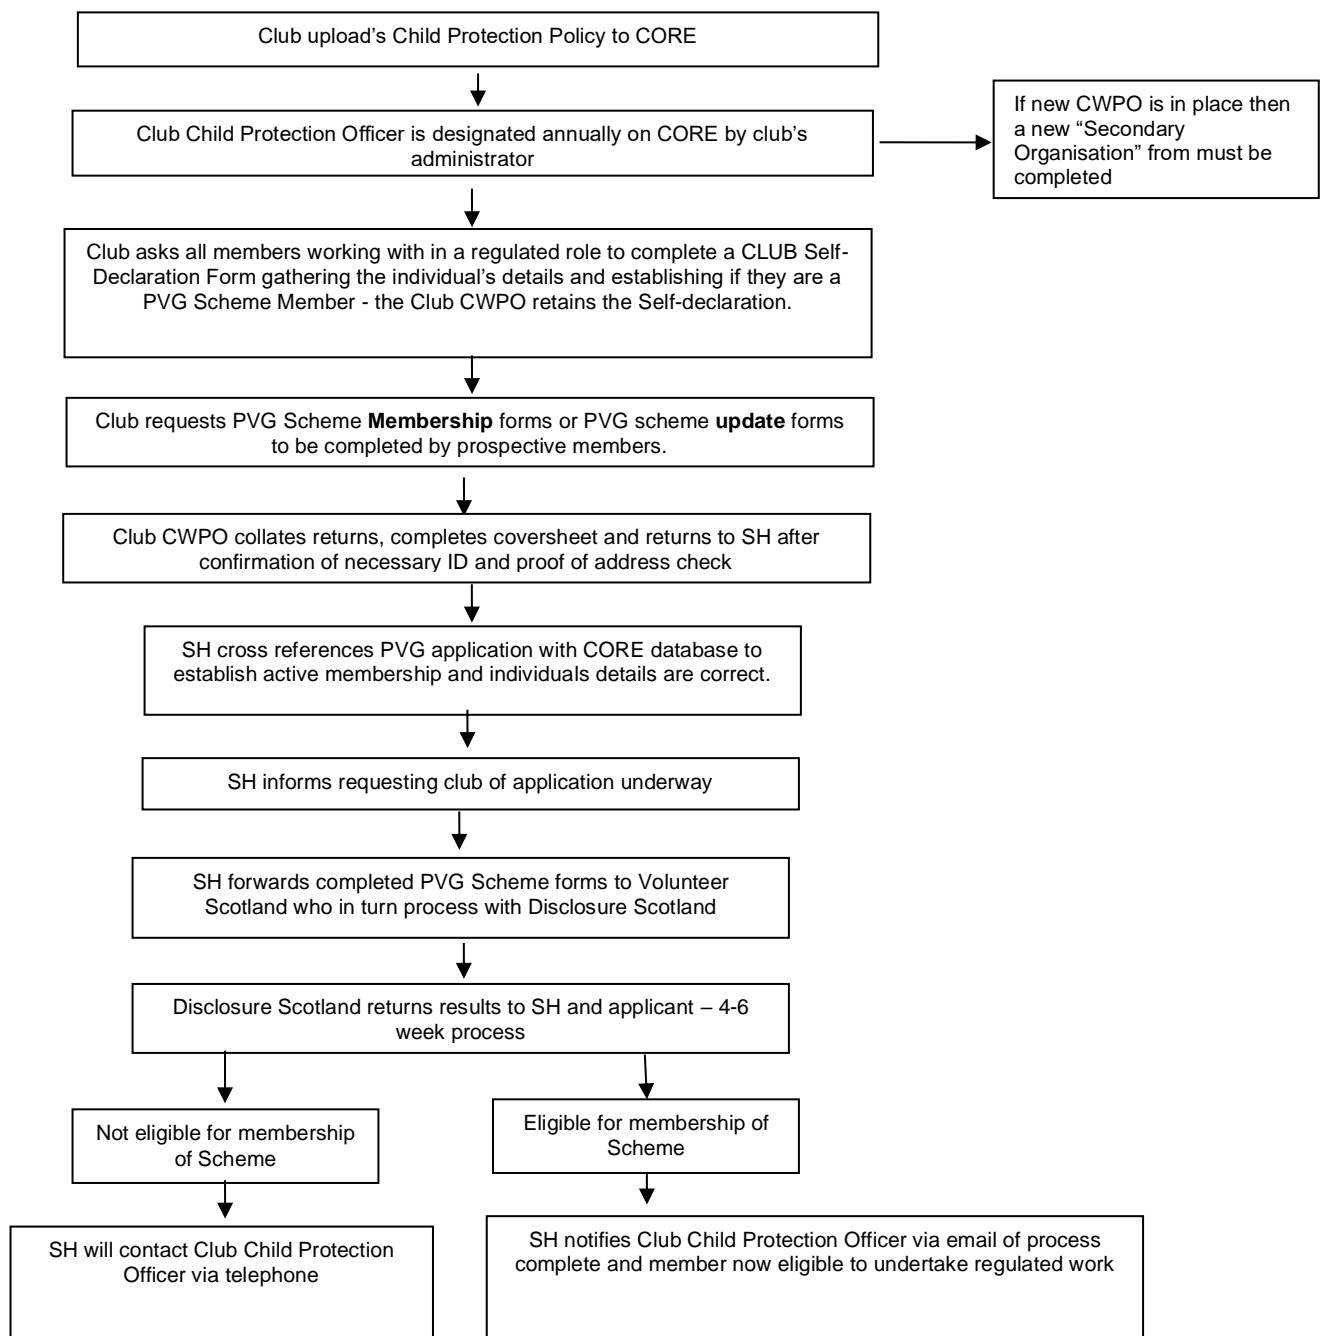 Club upload's Child Protection Policy to CORE
Club Child Protection Officer is designated annually on CORE by club's
administrator
If new CWPO is in place then
a new “Secondary
Organisation” from must be
completed
Club asks all members working with in a regulated role to complete a CLUB Self-
Declaration Form gathering the individual's details and establishing if they are a
PVG Scheme Member - the Club CWPO retains the Self-declaration.
Club requests PVG Scheme Membership forms or PVG scheme update forms
to be completed by prospective members.
Club CWPO collates returns, completes coversheet and returns to SH after
confirmation of necessary ID and proof of address check
SH cross references PVG application with CORE database to
establish active membership and individuals details are correct.
SH informs requesting club of application underway
SH forwards completed PVG Scheme forms to Volunteer
Scotland who in turn process with Disclosure Scotland
Disclosure Scotland returns results to SH and applicant – 4-6
week process
Not eligible for membership
of Scheme
Eligible for membership of
Scheme
SH will contact Club Child Protection
Officer via telephone
SH notifies Club Child Protection Officer via email of process
complete and member now eligible to undertake regulated work